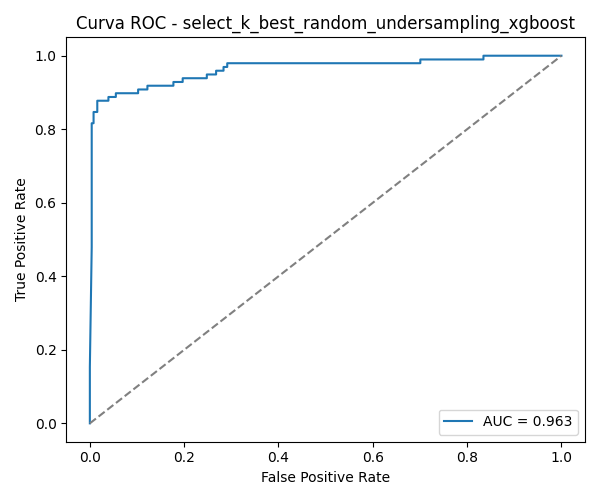 Curva ROC - select_k_best_random_undersampling_xgboost
1.0
0.8
0.6
0.4
0.2
0.0
True Positive Rate
AUC = 0.963
0.0 0.2 0.4 0.6 0.8 1.0
False Positive Rate